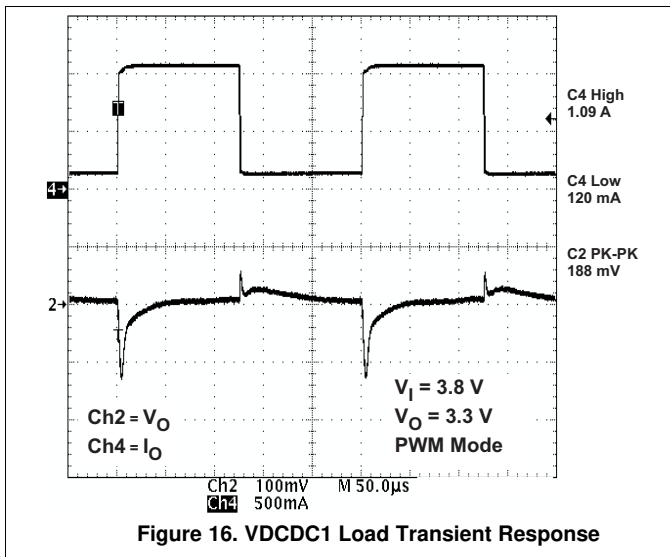 T
C4 High
1.09 A
4
C4 Low
120 mA
C2 PK-PK
188 mV
2
T
Ch2 = VO
Ch4 = IO
VI = 3.8 V
VO = 3.3 V
PWM Mode
Ch2 100mV M 50.0µs
Ch4 500mA
Figure 16. VDCDC1 Load Transient Response